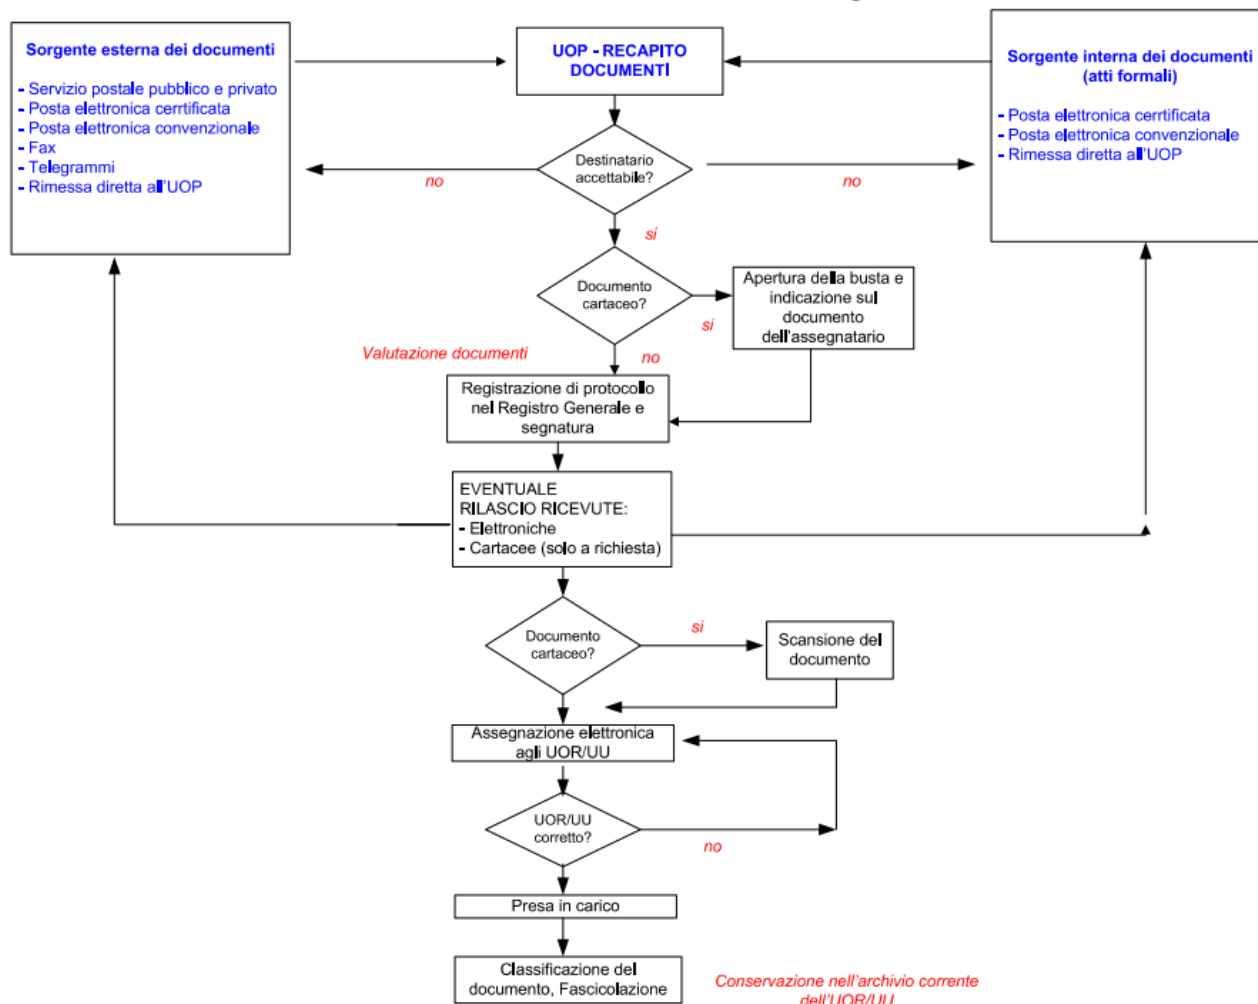 Sorgente esterna dei documenti
- Servizio postale pubblico e privato
- Posta elettronica cerrtificata
- Posta elettronica convenzionale
- Fax
- Telegrammi
- Rimessa diretta all'UOP
UOP - RECAPITO
DOCUMENTI
Sorgente interna dei documenti
(atti formali)
- Posta elettronica cerrtificata
- Posta elettronica convenzionale
- Rimessa diretta all'UOP
Destinatario
accettabile?
no
no
si
Documento
cartaceo?
si
Apertura della busta e
indicazione sul
documento
dell'assegnatario
Valutazione documenti
no
Registrazione di protocollo
nel Registro Generale e
segnatura
EVENTUALE
RILASCIO RICEVUTE:
- Elettroniche
- Cartacee (solo a richiesta)
Documento
cartaceo?
si
Scansione del
documento
Assegnazione elettronica
agli UOR/UU
UOR/UU
corretto?
no
Presa in carico
Classificazione del
documento, Fascicolazione
Conservazione nell'archivio corrente
dell'UOR/UU